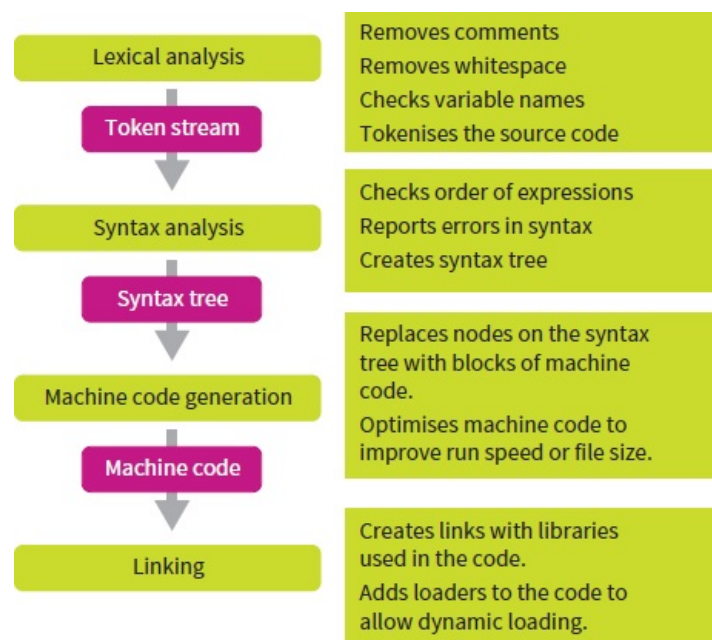 Lexical analysis
Removes comments
Removes whitespace
Checks variable names
Tokenises the source code
Token stream
Syntax analysis
Checks order of expressions
Reports errors in syntax
Creates syntax tree
Syntax tree
Machine code generation
Replaces nodes on the syntax
tree with blocks of machine
code.
Optimises machine code to
improve run speed or file size.
Machine code
Linking
Creates links with libraries
used in the code.
Adds loaders to the code to
allow dynamic loading.